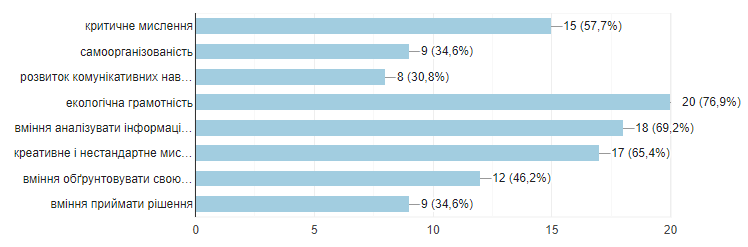 критичне мислення 15 (57,7%)
самоорганізованість 9 (34,6%)
розвиток комунікативних нав… 8 (30,8%)
екологічна грамотність 20 (76,9%)
вміння аналізувати інформаці… 18 (69,2%)
креативне і нестандартне мис… 17 (65,4%)
вміння обґрунтовувати свою… 12 (46,2%)
вміння приймати рішення 9 (34,6%)
0 5 10 15 20